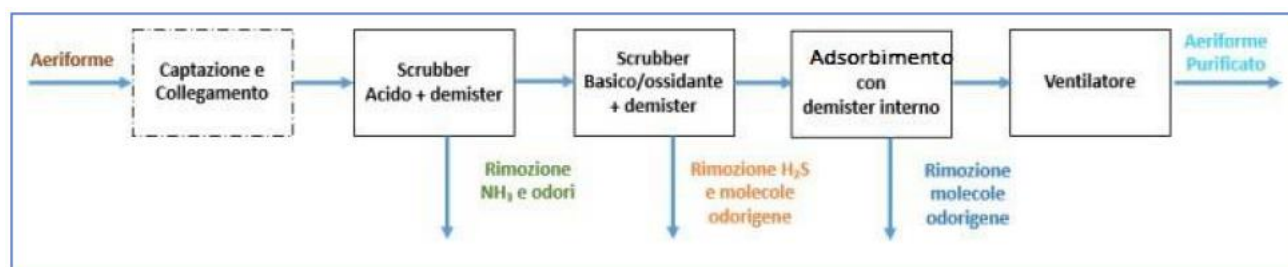 Aeriforme
Captazione e
Collegamento
Scrubber
Acido + demister
Scrubber
Basico/ossidante
+ demister
Adsorbimento
con
demister interno
Ventilatore
Aeriforme
Purificato
Rimozione
NH₃ e odori
Rimozione H₂S
e molecole
odorigene
Rimozione
molecole
odorigene